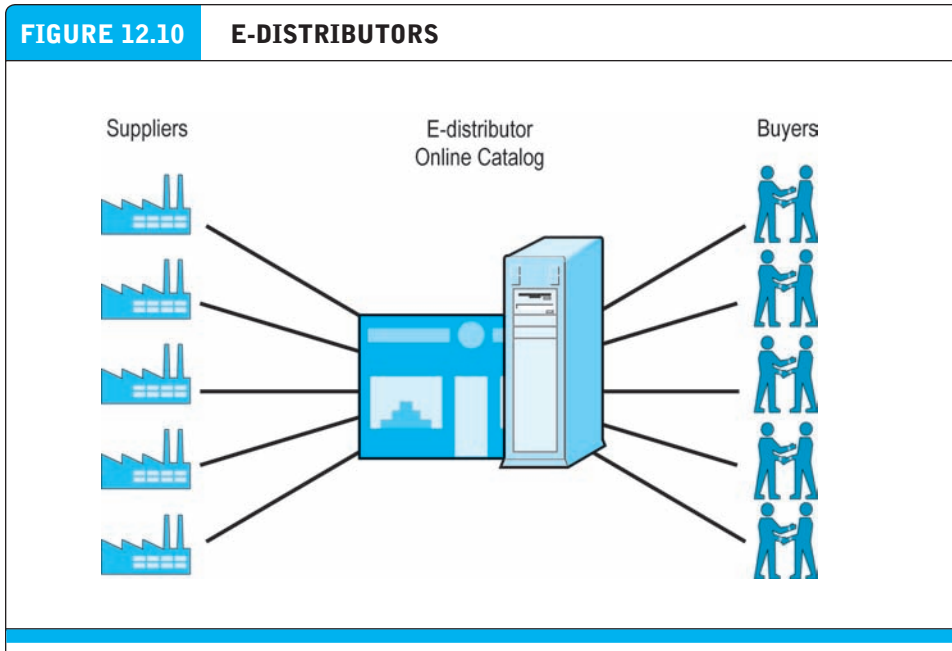 FIGURE 12.10 E-DISTRIBUTORS
Suppliers
E-distributor
Online Catalog
Buyers